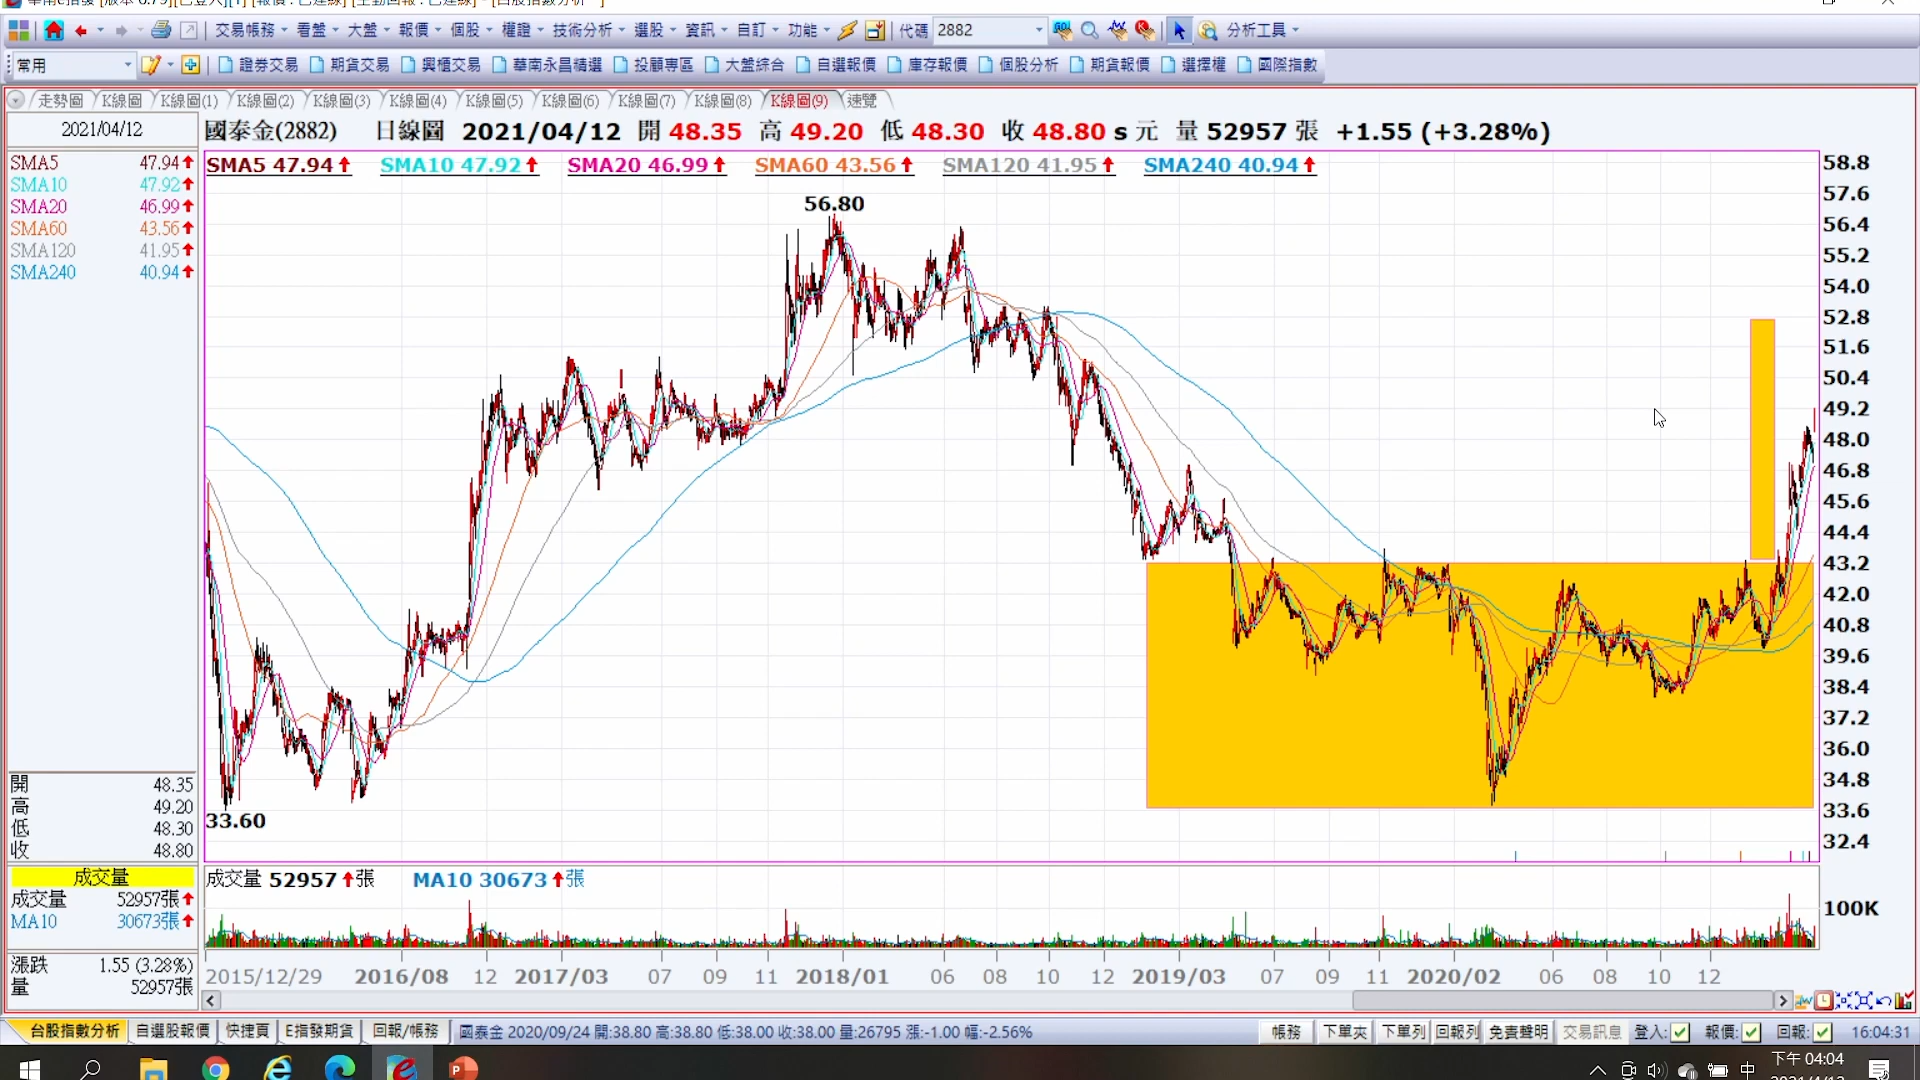 交易帳務 看盤 大盤 報價 個股 權證 技術分析 選股 資訊 自訂 功能 代碼 2882 分析工具
常用 證券交易 期貨交易 興櫃交易 華南永昌精選 投顧專區 大盤綜合 自選報價 庫存報價 個股分析 期貨報價 選擇權 國際指數
走勢圖 K線圖 K線圖(1) K線圖(2) K線圖(3) K線圖(4) K線圖(5) K線圖(6) K線圖(7) K線圖(8) K線圖(9) 速覽
2021/04/12
國泰金(2882) 日線圖 2021/04/12 開 48.35 高 49.20 低 48.30 收 48.80 s 元 量 52957 張 +1.55 (+3.28%)
SMA5 47.94 SMA10 47.92 SMA20 46.99 SMA60 43.56 SMA120 41.95 SMA240 40.94
SMA5 47.94
SMA10 47.92
SMA20 46.99
SMA60 43.56
SMA120 41.95
SMA240 40.94
56.80
33.60
58.8
57.6
56.4
55.2
54.0
52.8
51.6
50.4
49.2
48.0
46.8
45.6
44.4
43.2
42.0
40.8
39.6
38.4
37.2
36.0
34.8
33.6
32.4
開 48.35
高 49.20
低 48.30
收 48.80
成交量
成交量 52957張
MA10 30673張
漲跌 1.55 (3.28%)
量 52957張
成交量 52957 張 MA10 30673 張
100K
2015/12/29 2016/08 12 2017/03 07 09 11 2018/01 06 08 10 12 2019/03 07 09 11 2020/02 06 08 10 12
台股指數分析 自選股報價 快捷頁 E指發期貨 回報/帳務 國泰金 2020/09/24 開:38.80 高:38.80 低:38.00 收:38.00 量:26795 漲:-1.00 幅:-2.56% 帳務 下單夾 下單列 回報列 免責聲明 交易訊息 登入: 報價: 回報: 16:04:31
中 下午 04:04